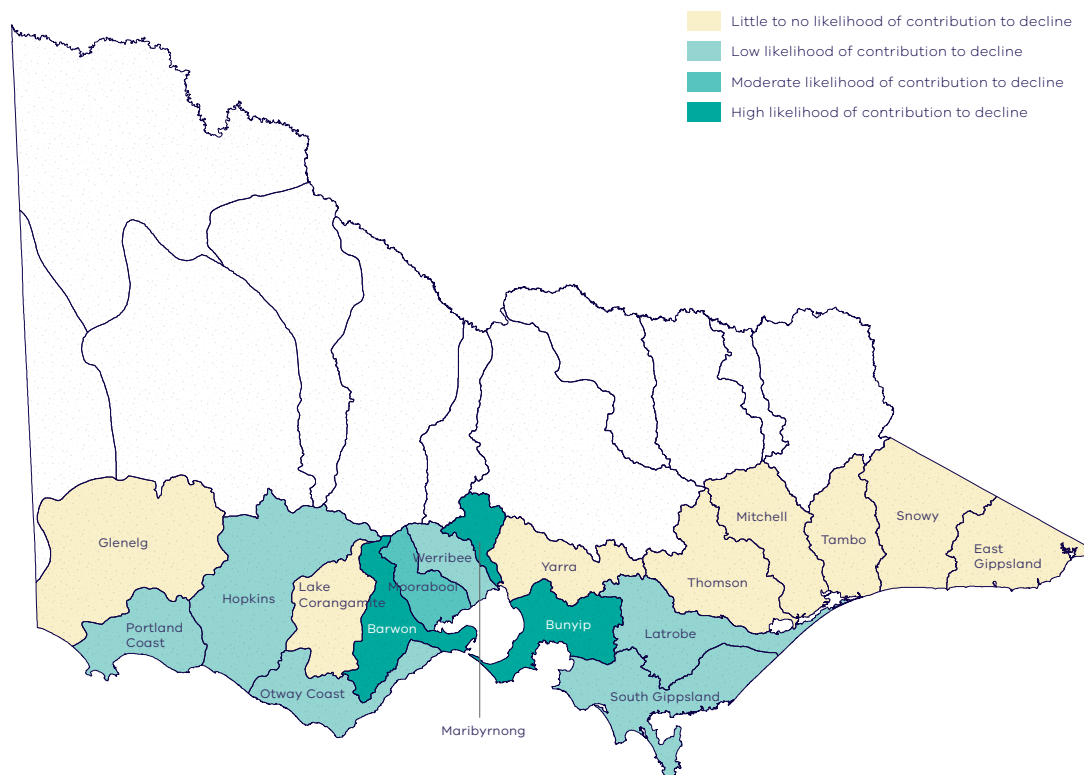 Little to no likelihood of contribution to decline
Low likelihood of contribution to decline
Moderate likelihood of contribution to decline
High likelihood of contribution to decline
Glenelg
Portland
Coast
Hopkins
Lake
Corangamite
Otway Coast
Barwon
Moorabool
Werribee
Maribyrnong
Yarra
Bunyip
Latrobe
South Gippsland
Thomson
Mitchell
Tambo
Snowy
East
Gippsland